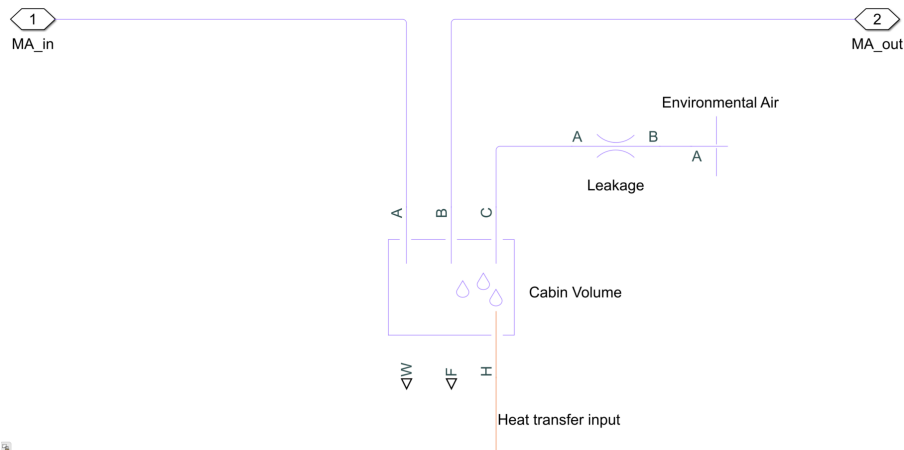 1
MA_in
2
MA_out
Environmental Air
A
B
A
Leakage
A
B
C
Cabin Volume
W
F
H
Heat transfer input